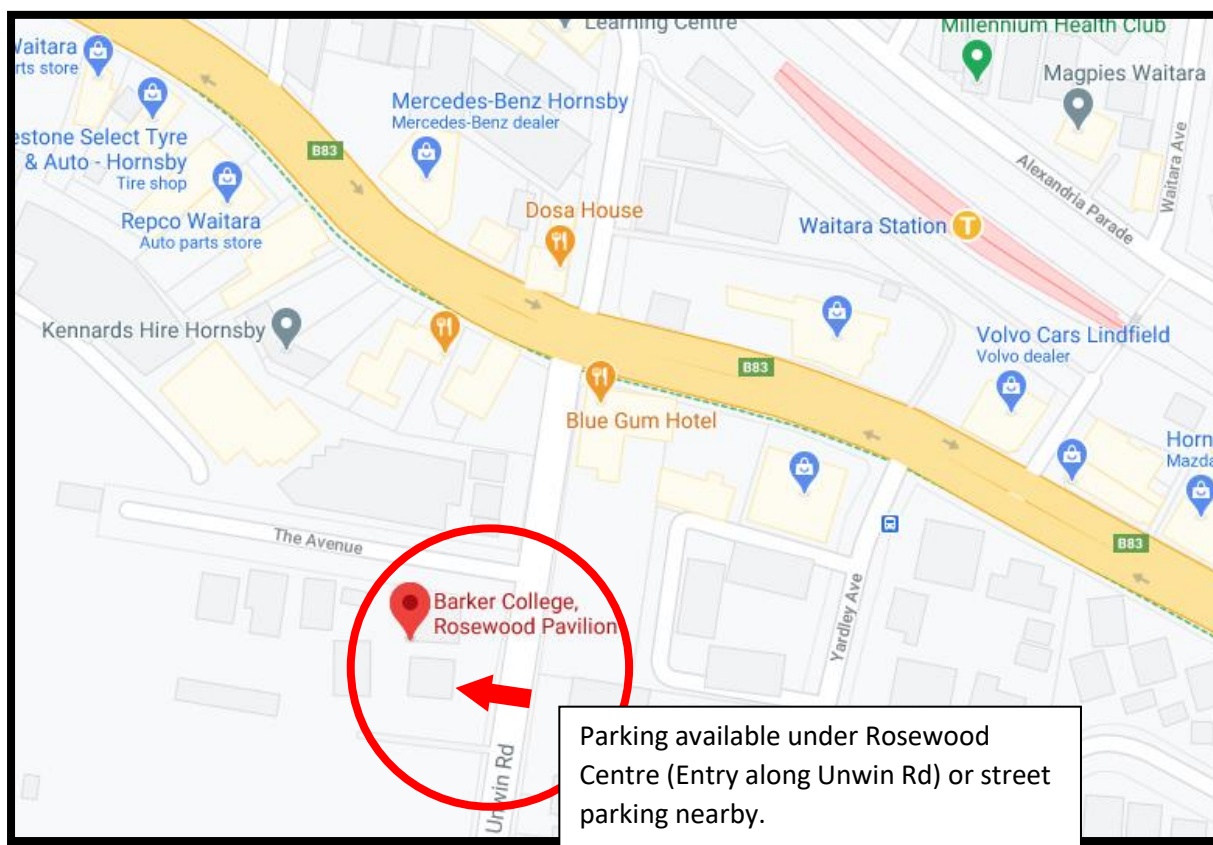 Learning Centre
Millennium Health Club
Magpies Waitara
Waitara
rts store
Mercedes-Benz Hornsby
Mercedes-Benz dealer
estone Select Tyre
& Auto - Hornsby
Tire shop
B83
Alexandria Parade
Waitara Ave
Repco Waitara
Auto parts store
Dosa House
Waitara Station
T
Kennards Hire Hornsby
Volvo Cars Lindfield
Volvo dealer
B83
Blue Gum Hotel
Horn
Mazda
The Avenue
B83
Barker College,
Rosewood Pavilion
Yardley Ave
Unwin Rd
Parking available under Rosewood
Centre (Entry along Unwin Rd) or street
parking nearby.